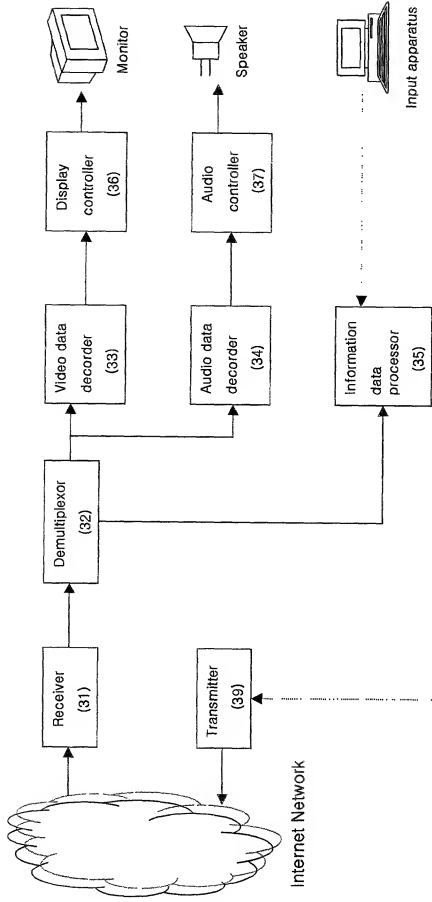 Internet Network
Receiver
(31)
Transmitter
(39)
Demultiplexor
(32)
Video data
decorder
(33)
Audio data
decorder
(34)
Information
data
processor
(35)
Display
controller
(36)
Audio
controller
(37)
Monitor
Speaker
Input apparatus